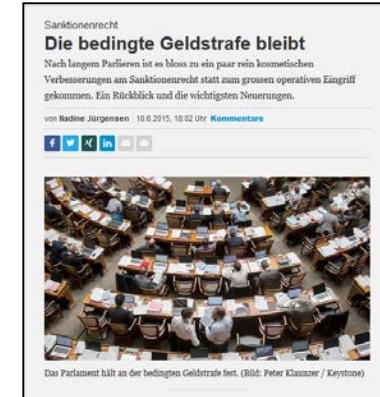 Sanktionenrecht
Die bedingte Geldstrafe bleibt
Nach langem Parlieren ist es bloss zu ein paar rein kosmetischen
Verbesserungen am Sanktionenrecht statt zum grossen operativen Eingriff
gekommen. Ein Rückblick und die wichtigsten Neuerungen.
von Nadine Jürgensen 10.6.2015, 18:02 Uhr Kommentare
Das Parlament hält an der bedingten Geldstrafe fest. (Bild: Peter Klaunzer / Keystone)